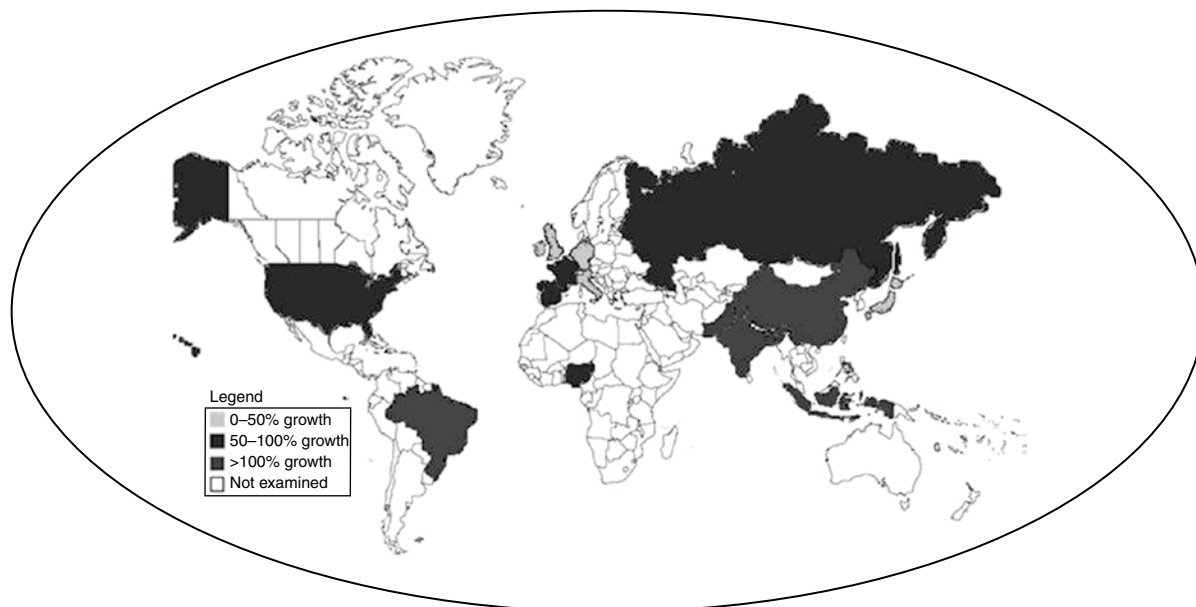 Legend
0–50% growth
50–100% growth
>100% growth
Not examined